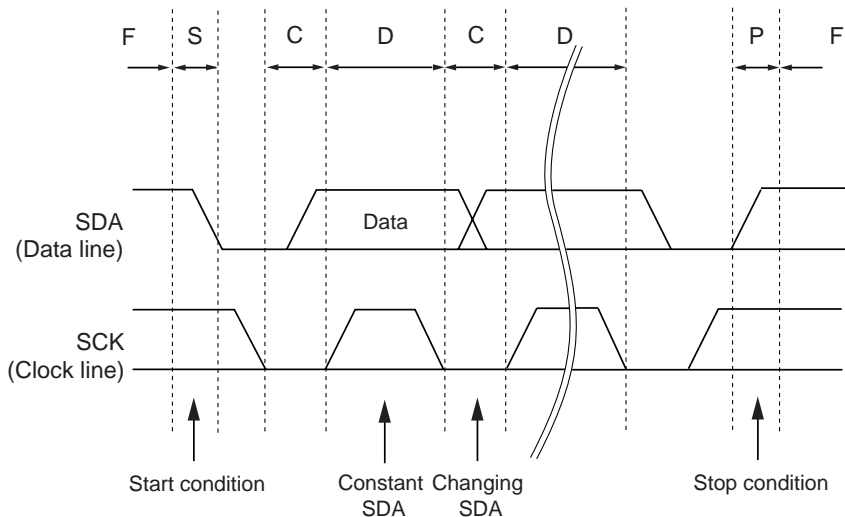 F S C D C D P F
SDA
(Data line)
Data
SCK
(Clock line)
Start condition
Constant
SDA
Changing
SDA
Stop condition